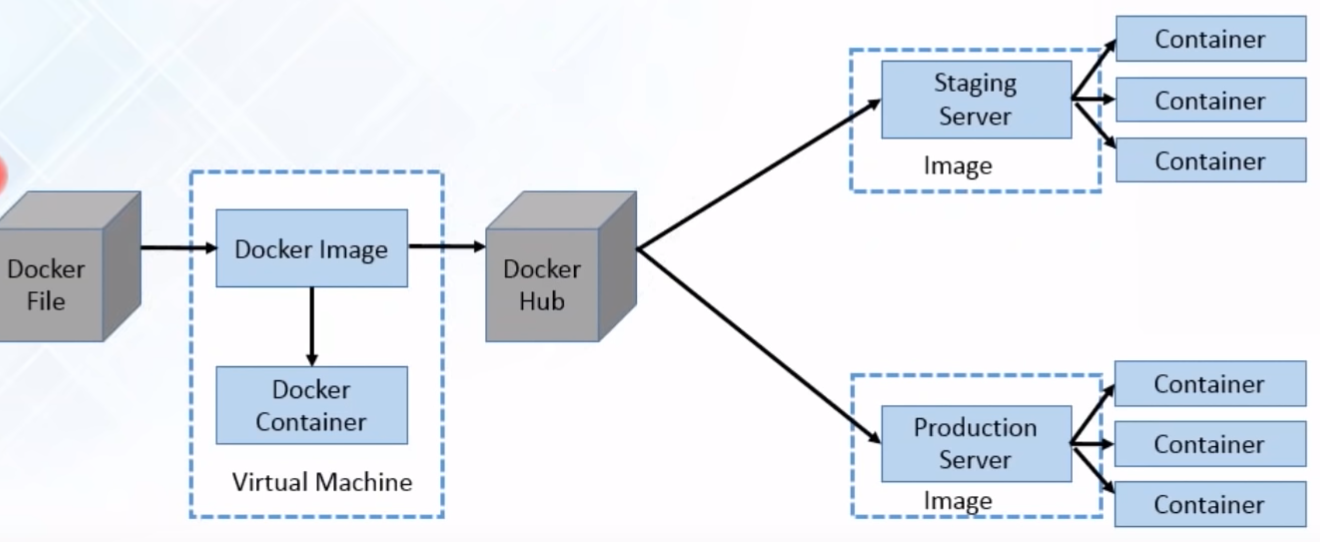 Docker
File
Docker Image
Docker
Container
Virtual Machine
Docker
Hub
Staging
Server
Image
Container
Container
Container
Production
Server
Image
Container
Container
Container